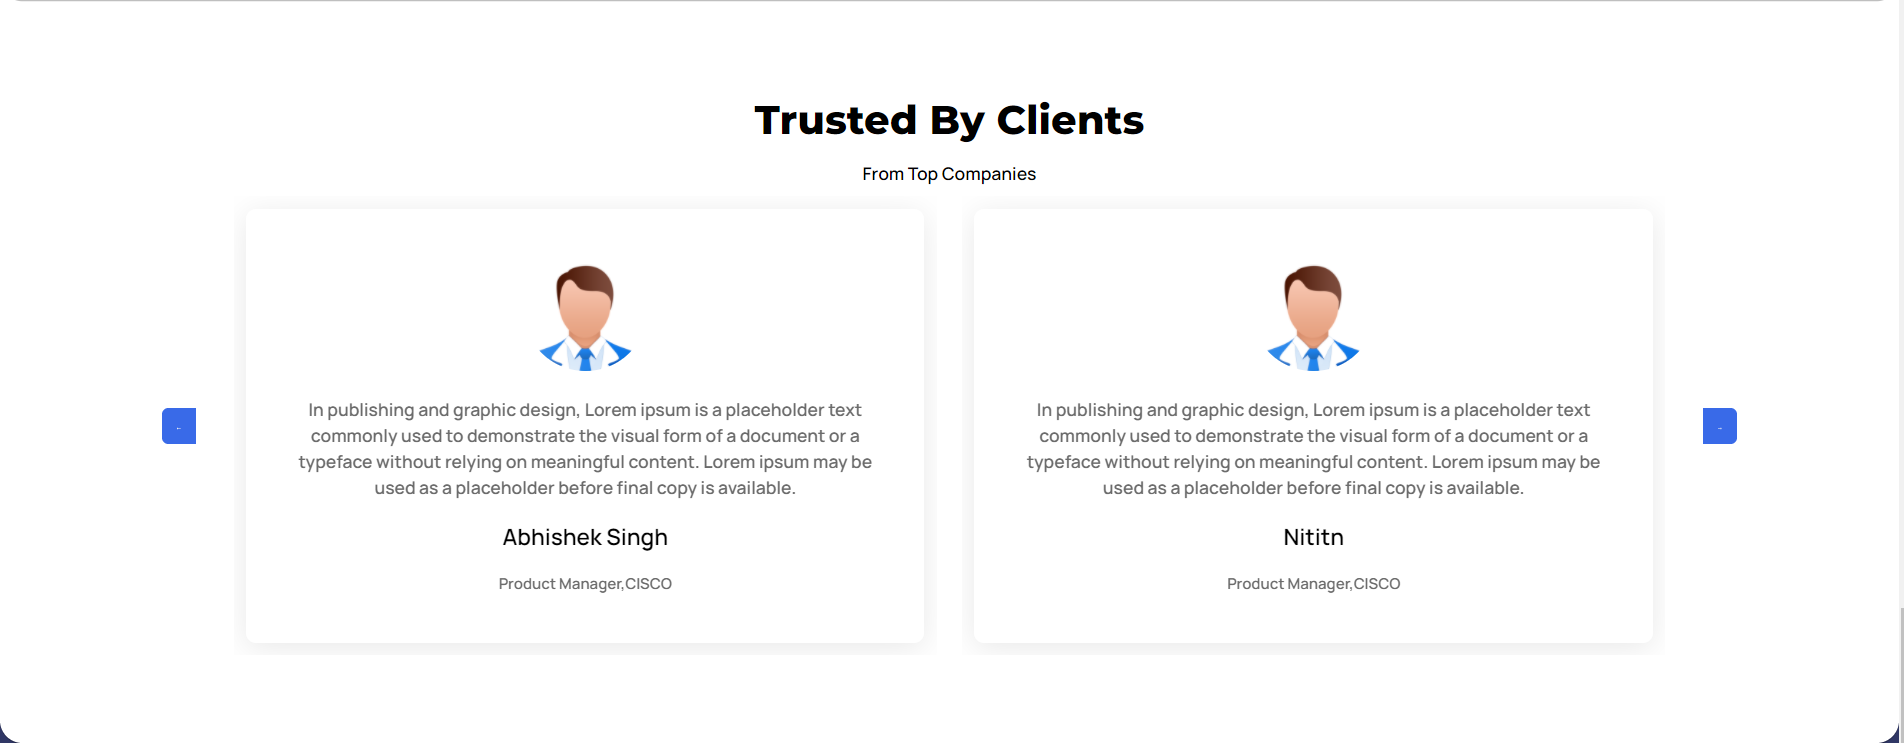 Trusted By Clients
From Top Companies
In publishing and graphic design, Lorem ipsum is a placeholder text
commonly used to demonstrate the visual form of a document or a
typeface without relying on meaningful content. Lorem ipsum may be
used as a placeholder before final copy is available.
Abhishek Singh
Product Manager,CISCO
In publishing and graphic design, Lorem ipsum is a placeholder text
commonly used to demonstrate the visual form of a document or a
typeface without relying on meaningful content. Lorem ipsum may be
used as a placeholder before final copy is available.
Nititn
Product Manager,CISCO